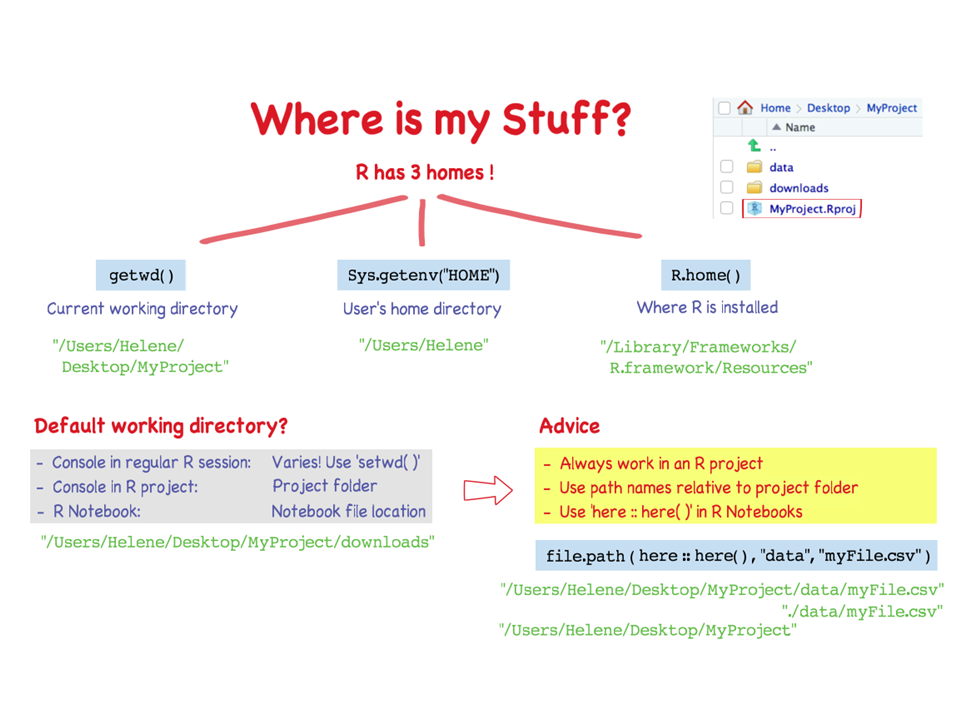 Where is my Stuff?
R has 3 homes !
Home > Desktop > MyProject
Name
..
data
downloads
MyProject.Rproj
getwd()
Current working directory
"/Users/Helene/
Desktop/MyProject"
Sys.getenv("HOME")
User's home directory
"/Users/Helene"
R.home()
Where R is installed
"/Library/Frameworks/
R.framework/Resources"
Default working directory?
- Console in regular R session: Varies! Use 'setwd( )'
- Console in R project: Project folder
- R Notebook: Notebook file location
"/Users/Helene/Desktop/MyProject/downloads"
Advice
- Always work in an R project
- Use path names relative to project folder
- Use 'here :: here( )' in R Notebooks
file.path ( here :: here(), "data", "myFile.csv" )
"/Users/Helene/Desktop/MyProject/data/myFile.csv"
"./data/myFile.csv"
"/Users/Helene/Desktop/MyProject"